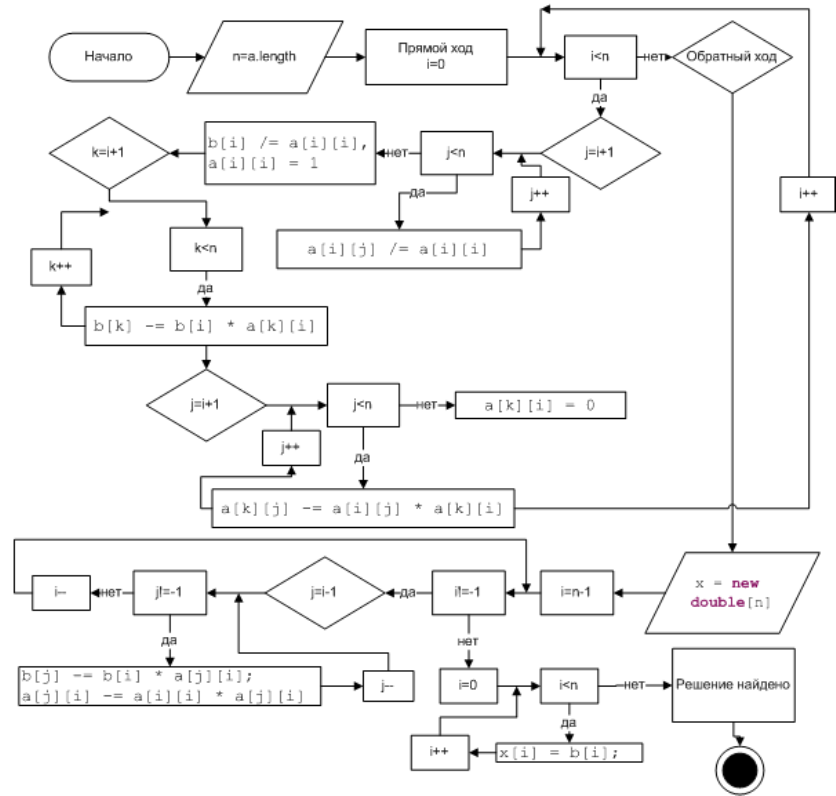 Начало
n=a.length
Прямой ход
i=0
i<n
нет
Обратный ход
да
k=i+1
b[i] /= a[i][i],
a[i][i] = 1
нет
j<n
j=i+1
да
j++
i++
a[i][j] /= a[i][i]
k<n
k++
да
b[k] -= b[i] * a[k][i]
j=i+1
j<n
нет
a[k][i] = 0
j++
да
a[k][j] -= a[i][j] * a[k][i]
x = new
double[n]
i--
нет
j!=-1
j=i-1
да
i!=-1
i=n-1
да
нет
b[j] -= b[i] * a[j][i];
a[j][i] -= a[i][i] * a[j][i]
j--
i=0
i<n
нет
Решение найдено
да
i++
x[i] = b[i];